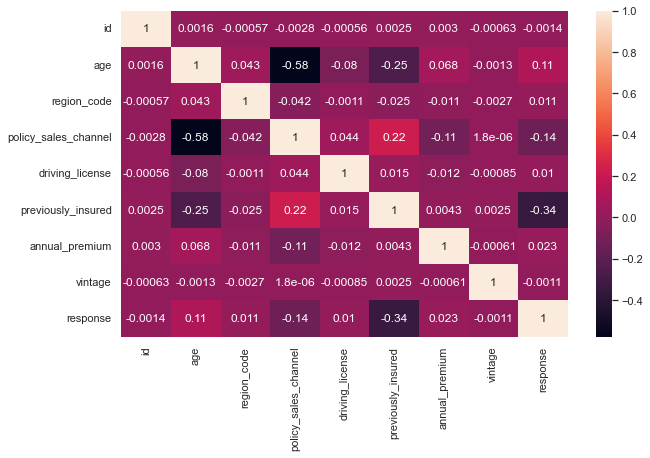 id 1 0.0016 -0.00057 -0.0028 -0.00056 0.0025 0.003 -0.00063 -0.0014
age 0.0016 1 0.043 -0.58 -0.08 -0.25 0.068 -0.0013 0.11
region_code -0.00057 0.043 1 -0.042 -0.0011 -0.025 -0.011 -0.0027 0.011
policy_sales_channel -0.0028 -0.58 -0.042 1 0.044 0.22 -0.11 1.8e-06 -0.14
driving_license -0.00056 -0.08 -0.0011 0.044 1 0.015 -0.012 -0.00085 0.01
previously_insured 0.0025 -0.25 -0.025 0.22 0.015 1 0.0043 0.0025 -0.34
annual_premium 0.003 0.068 -0.011 -0.11 -0.012 0.0043 1 -0.00061 0.023
vintage -0.00063 -0.0013 -0.0027 1.8e-06 -0.00085 0.0025 -0.00061 1 -0.0011
response -0.0014 0.11 0.011 -0.14 0.01 -0.34 0.023 -0.0011 1
id
age
region_code
policy_sales_channel
driving_license
previously_insured
annual_premium
vintage
response
1.0
0.8
0.6
0.4
0.2
0.0
−0.2
−0.4